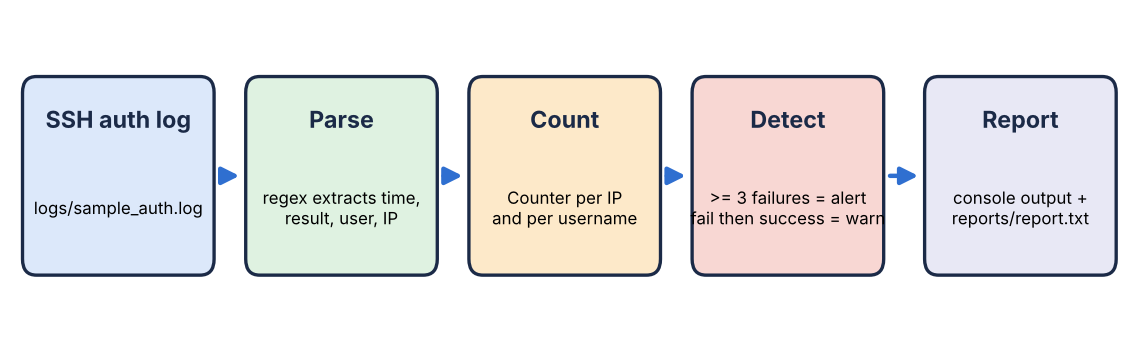 SSH auth log
logs/sample_auth.log
Parse
regex extracts time,
result, user, IP
Count
Counter per IP
and per username
Detect
>= 3 failures = alert
fail then success = warn
Report
console output +
reports/report.txt